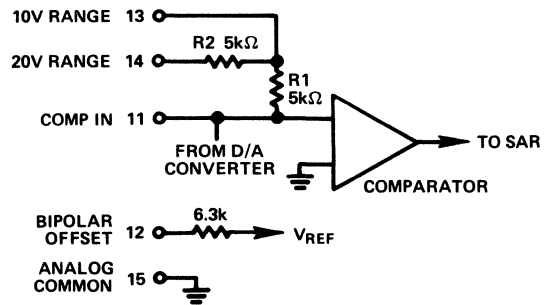 10V RANGE 13
R2 5kΩ
20V RANGE 14
R1
5kΩ
COMP IN 11
TO SAR
FROM D/A
CONVERTER
COMPARATOR
BIPOLAR
OFFSET 12
6.3k
VREF
ANALOG
COMMON 15